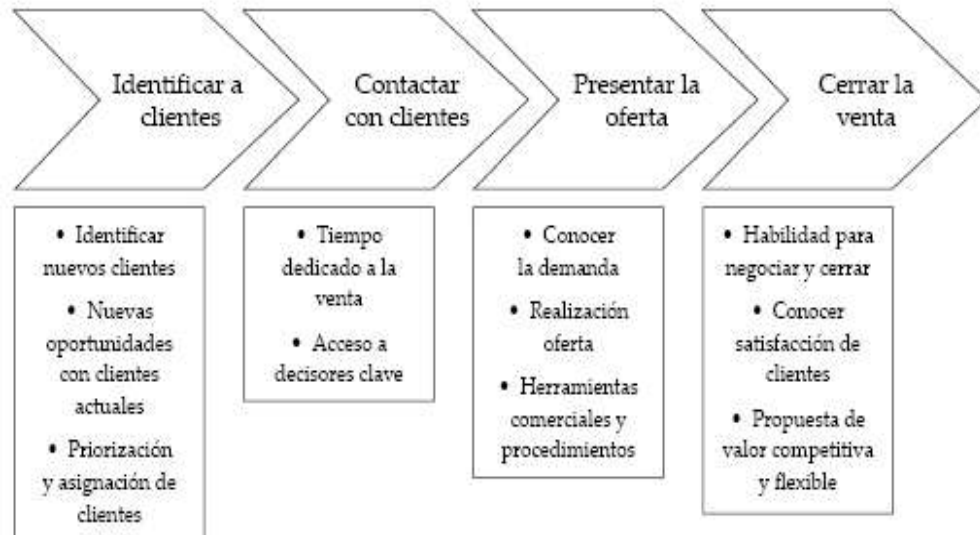 Identificar a
clientes
Contactar
con clientes
Presentar la
oferta
Cerrar la
venta
• Identificar
nuevos clientes
• Nuevas
oportunidades
con clientes
actuales
• Priorización
y asignación de
clientes
• Tiempo
dedicado a la
venta
• Acceso a
decisores clave
• Conocer
la demanda
• Realización
oferta
• Herramientas
comerciales y
procedimientos
• Habilidad para
negociar y cerrar
• Conocer
satisfacción de
clientes
• Propuesta de
valor competitiva
y flexible